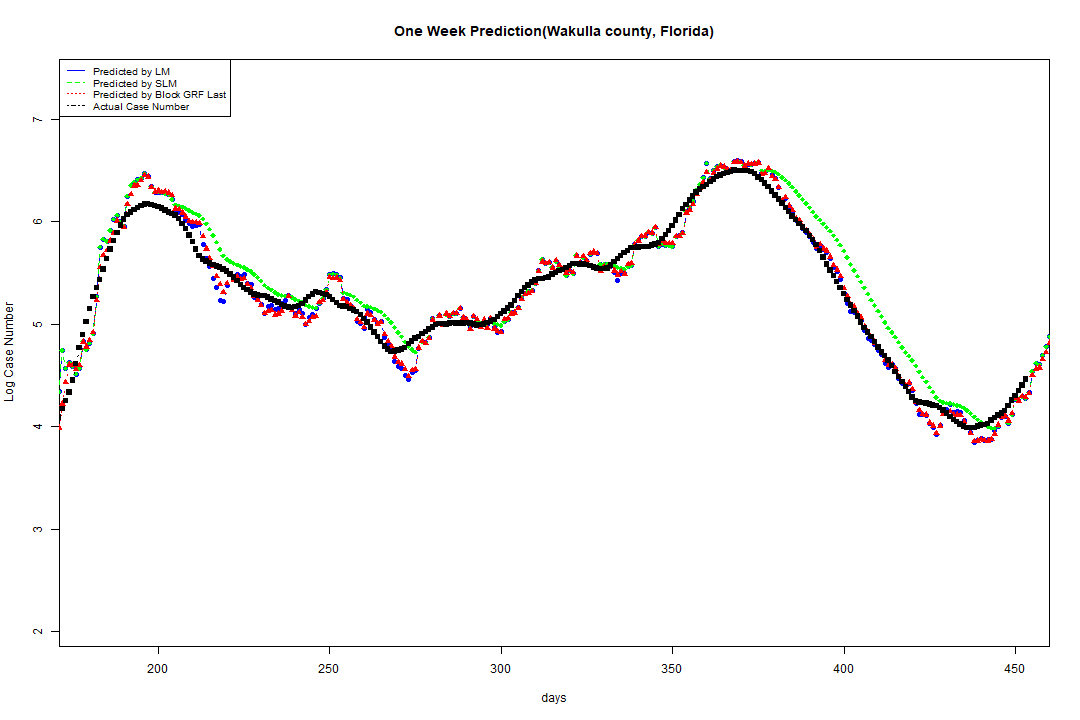 One Week Prediction(Wakulla county, Florida)
Predicted by LM
Predicted by SLM
Predicted by Block GRF Last
Actual Case Number
Log Case Number
7
6
5
4
3
2
200 250 300 350 400 450
days